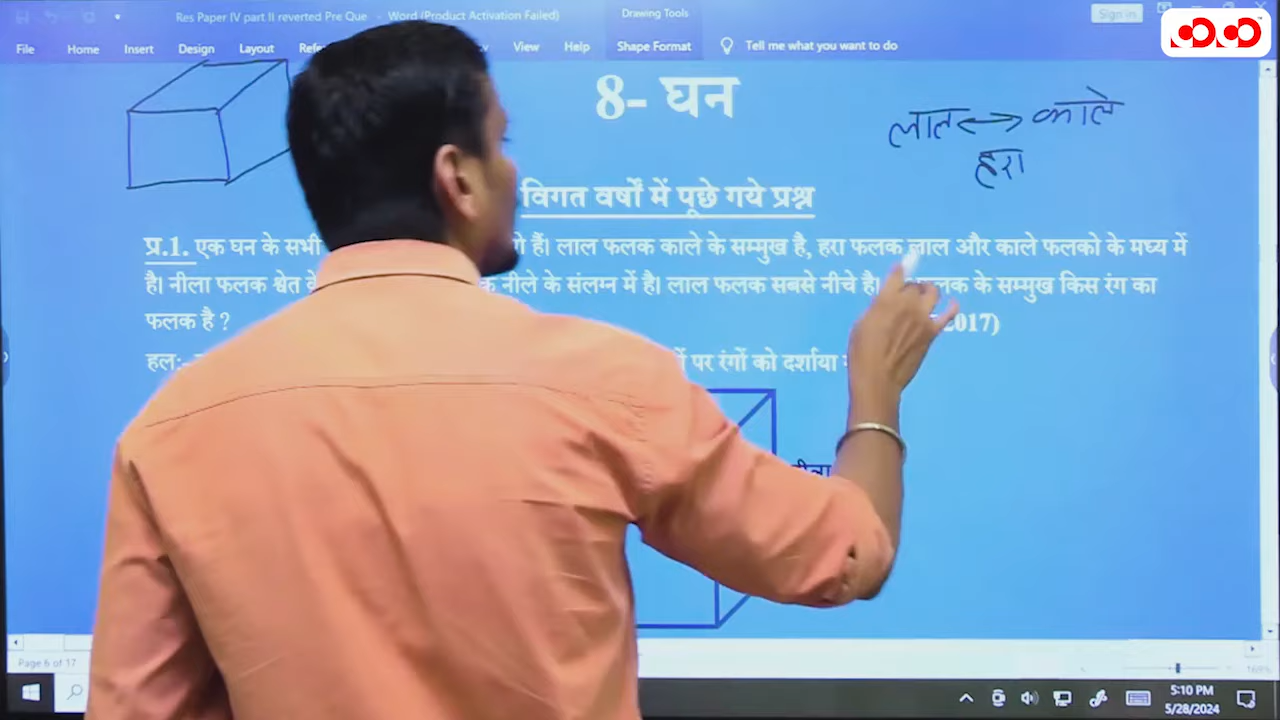 Res Paper IV part II reverted Pre Que - Word (Product Activation Failed)
Drawing Tools
Sign in
File Home Insert Design Layout View Help Shape Format Tell me what you want to do
8- घन
लाल ↔ काले
हरा
विगत वर्षों में पूछे गये प्रश्न
प्र.1. एक घन के सभी हैं। लाल फलक काले के सम्मुख है, हरा फलक लाल और काले फलको के मध्य में
है। नीला फलक श्वेत नीले के संलग्न में है। लाल फलक सबसे नीचे है। के सम्मुख किस रंग का
फलक है ? 2017)
हल:- पर रंगों को दर्शाया
Page 6 of 17
169%
5:10 PM
5/28/2024